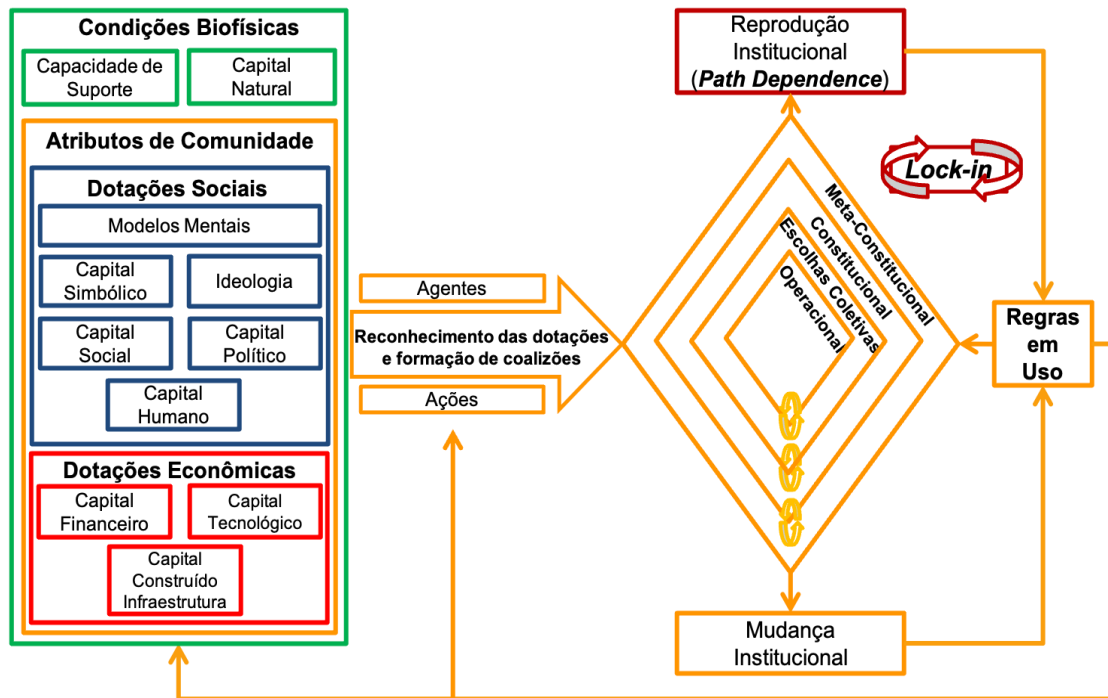 Condições Biofísicas
Capacidade de
Suporte
Capital
Natural
Atributos de Comunidade
Dotações Sociais
Modelos Mentais
Capital
Simbólico
Ideologia
Capital
Social
Capital
Político
Capital
Humano
Dotações Econômicas
Capital
Financeiro
Capital
Tecnológico
Capital
Construído
Infraestrutura
Agentes
Reconhecimento das dotações
e formação de coalizões
Ações
Reprodução
Institucional
(Path Dependence)
Lock-in
Meta-Constitucional
Constitucional
Escolhas Coletivas
Operacional
Regras
em
Uso
Mudança
Institucional